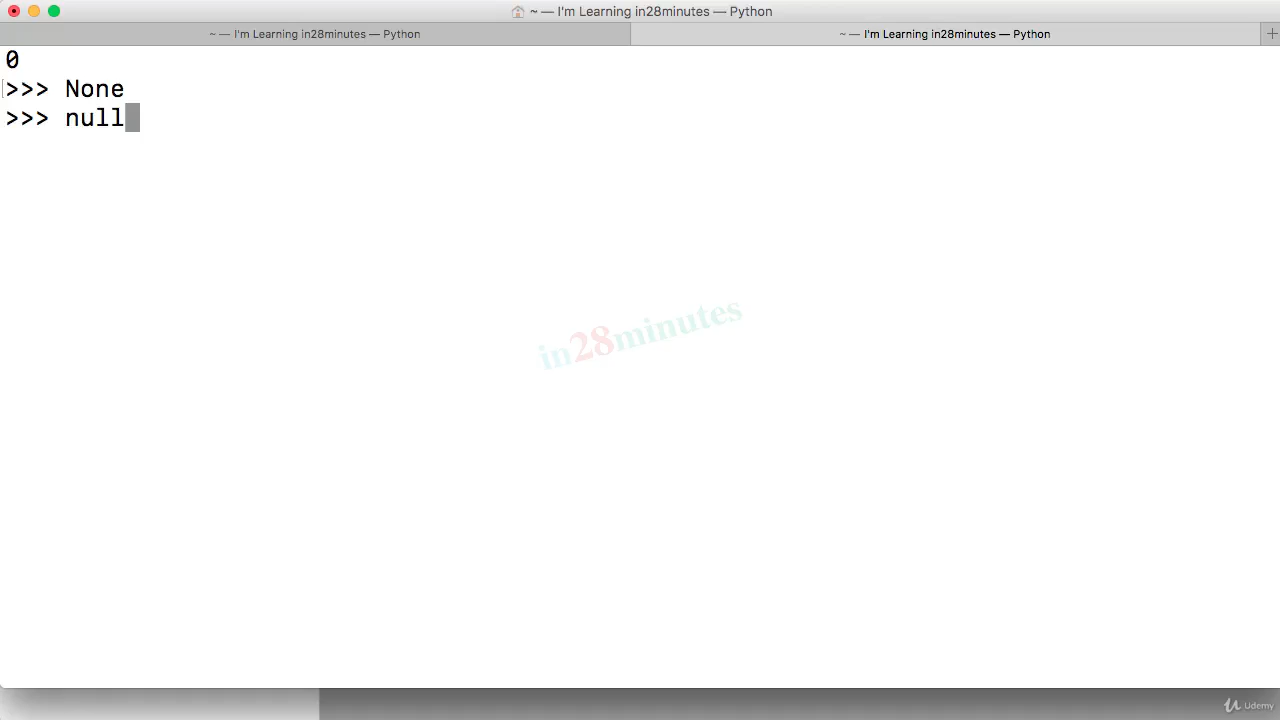 ~ — I'm Learning in28minutes — Python
~ — I'm Learning in28minutes — Python
~ — I'm Learning in28minutes — Python
+
0
>>> None
>>> null
in28minutes
Udemy